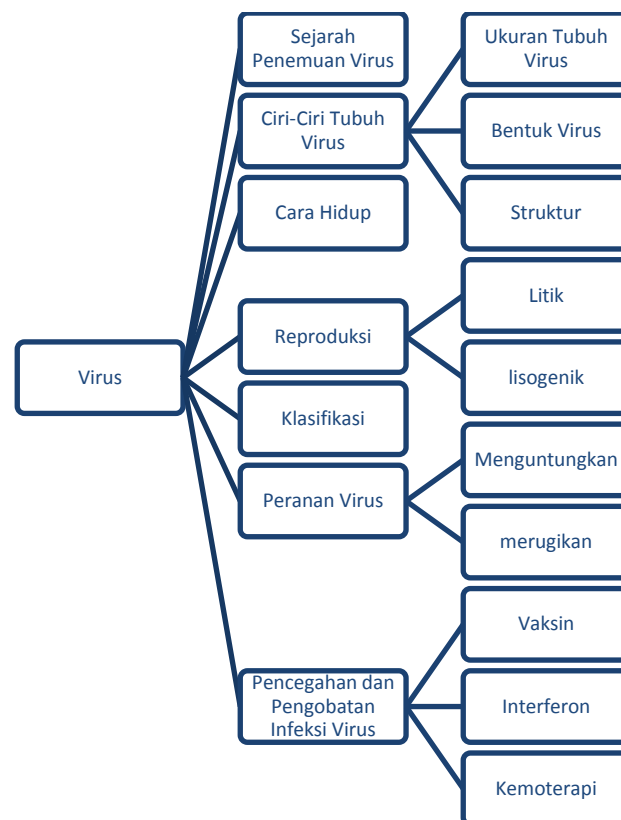 Virus
Sejarah
Penemuan Virus
Ciri-Ciri Tubuh
Virus
Ukuran Tubuh
Virus
Bentuk Virus
Struktur
Cara Hidup
Reproduksi
Litik
lisogenik
Klasifikasi
Peranan Virus
Menguntungkan
merugikan
Pencegahan dan
Pengobatan
Infeksi Virus
Vaksin
Interferon
Kemoterapi